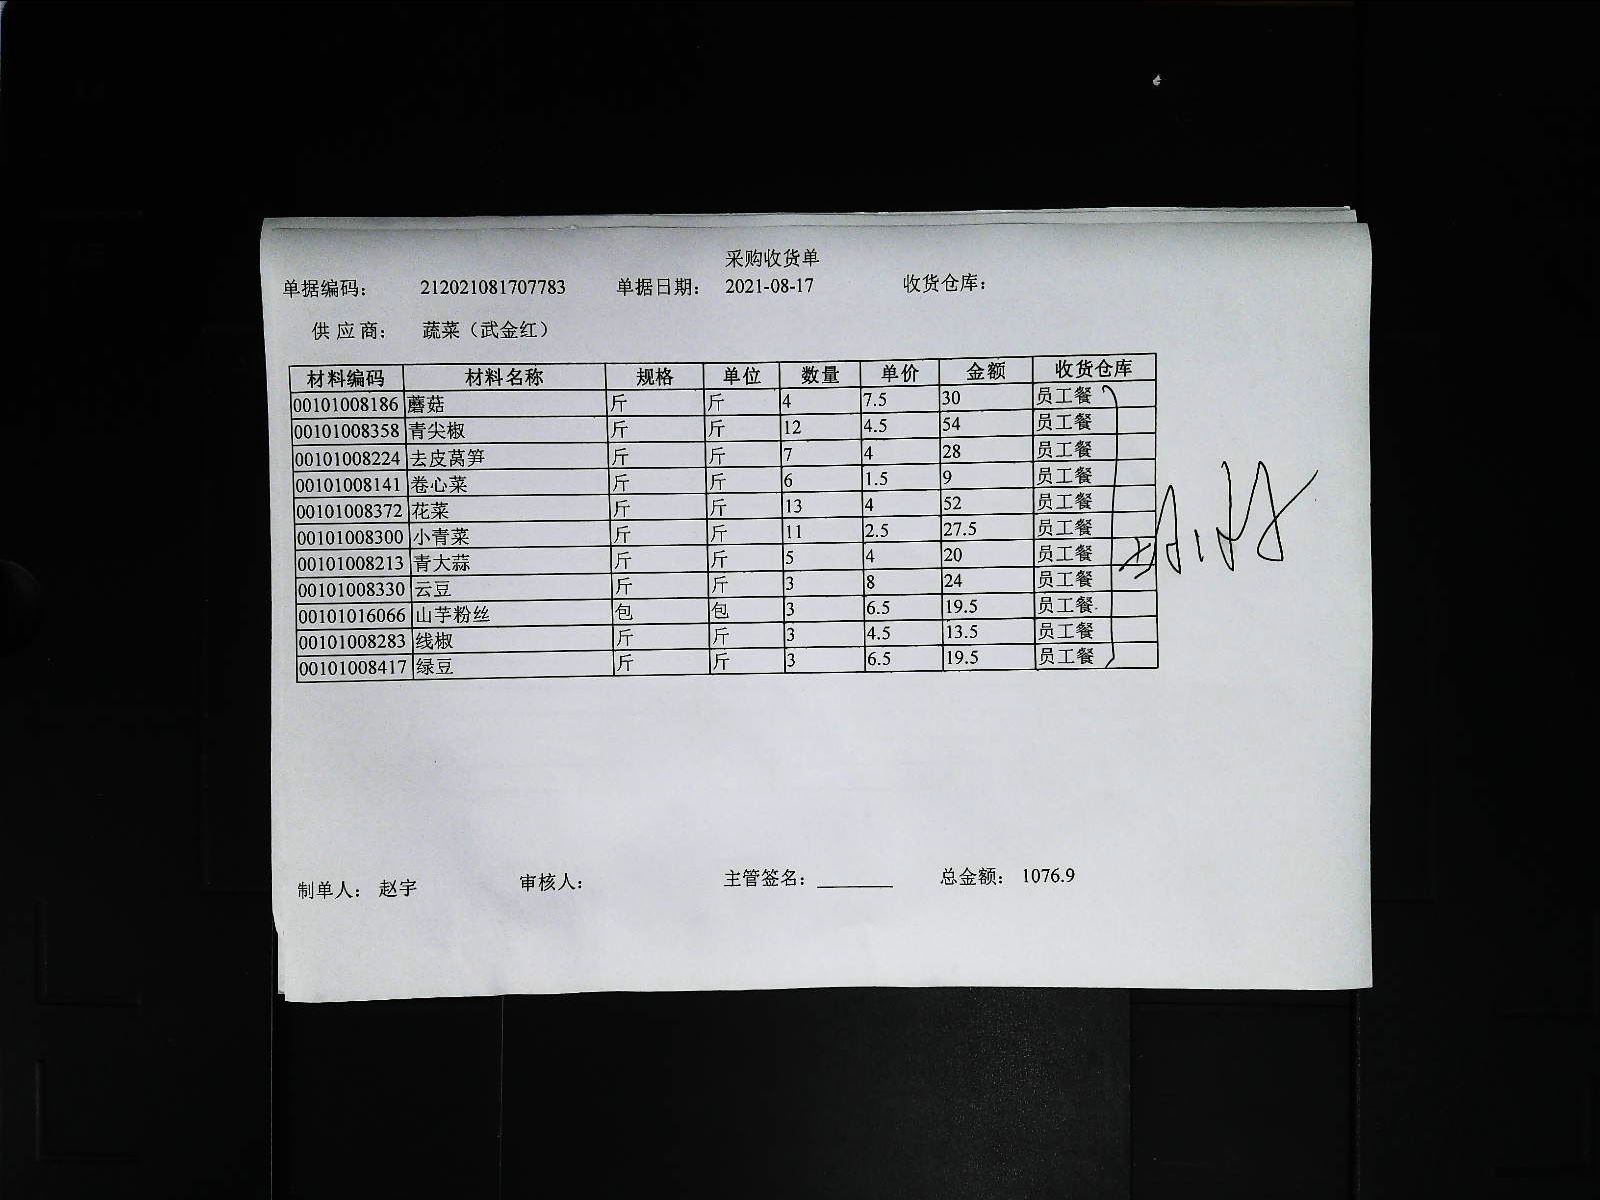 采购收货单
单据编码： 212021081707783 单据日期： 2021-08-17 收货仓库：
供应商： 蔬菜（武金红）
材料编码 材料名称 规格 单位 数量 单价 金额 收货仓库
00101008186 蘑菇 斤 斤 4 7.5 30 员工餐
00101008358 青尖椒 斤 斤 12 4.5 54 员工餐
00101008224 去皮莴笋 斤 斤 7 4 28 员工餐
00101008141 卷心菜 斤 斤 6 1.5 9 员工餐
00101008372 花菜 斤 斤 13 4 52 员工餐
00101008300 小青菜 斤 斤 11 2.5 27.5 员工餐
00101008213 青大蒜 斤 斤 5 4 20 员工餐
00101008330 云豆 斤 斤 3 8 24 员工餐
00101016066 山芋粉丝 包 包 3 6.5 19.5 员工餐
00101008283 线椒 斤 斤 3 4.5 13.5 员工餐
00101008417 绿豆 斤 斤 3 6.5 19.5 员工餐
制单人： 赵宇 审核人： 主管签名： 总金额： 1076.9